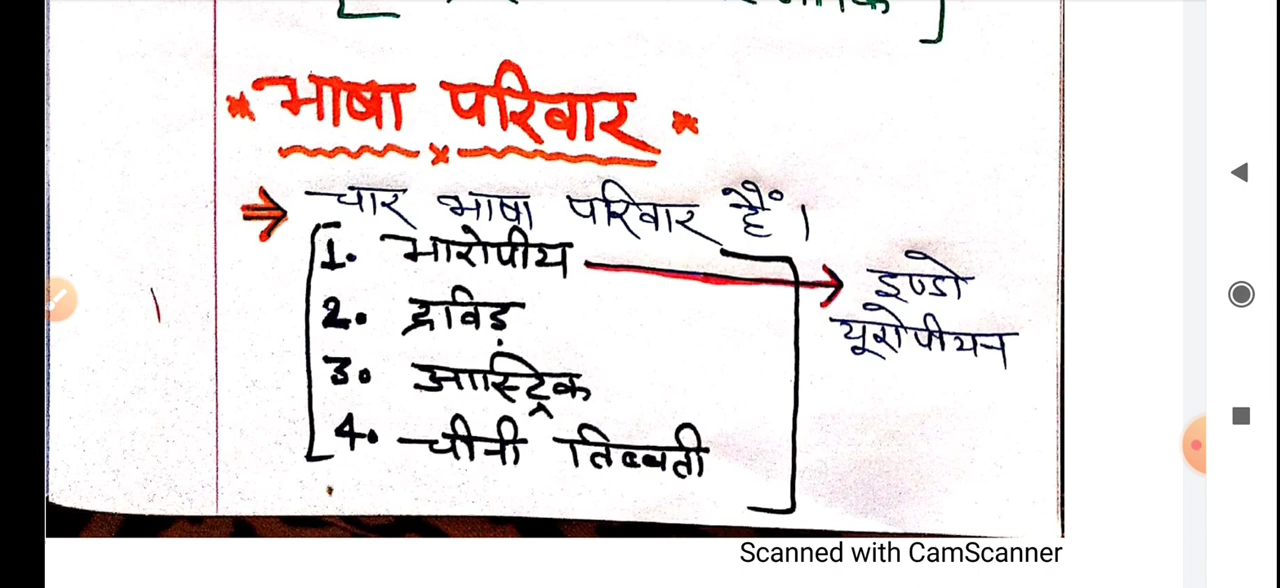 * भाषा परिवार *
⇒ चार भाषा परिवार हैं।
1. भारोपीय → इण्डो यूरोपीयन
2. द्रविड़
3. आस्ट्रिक
4. चीनी तिब्बती
Scanned with CamScanner